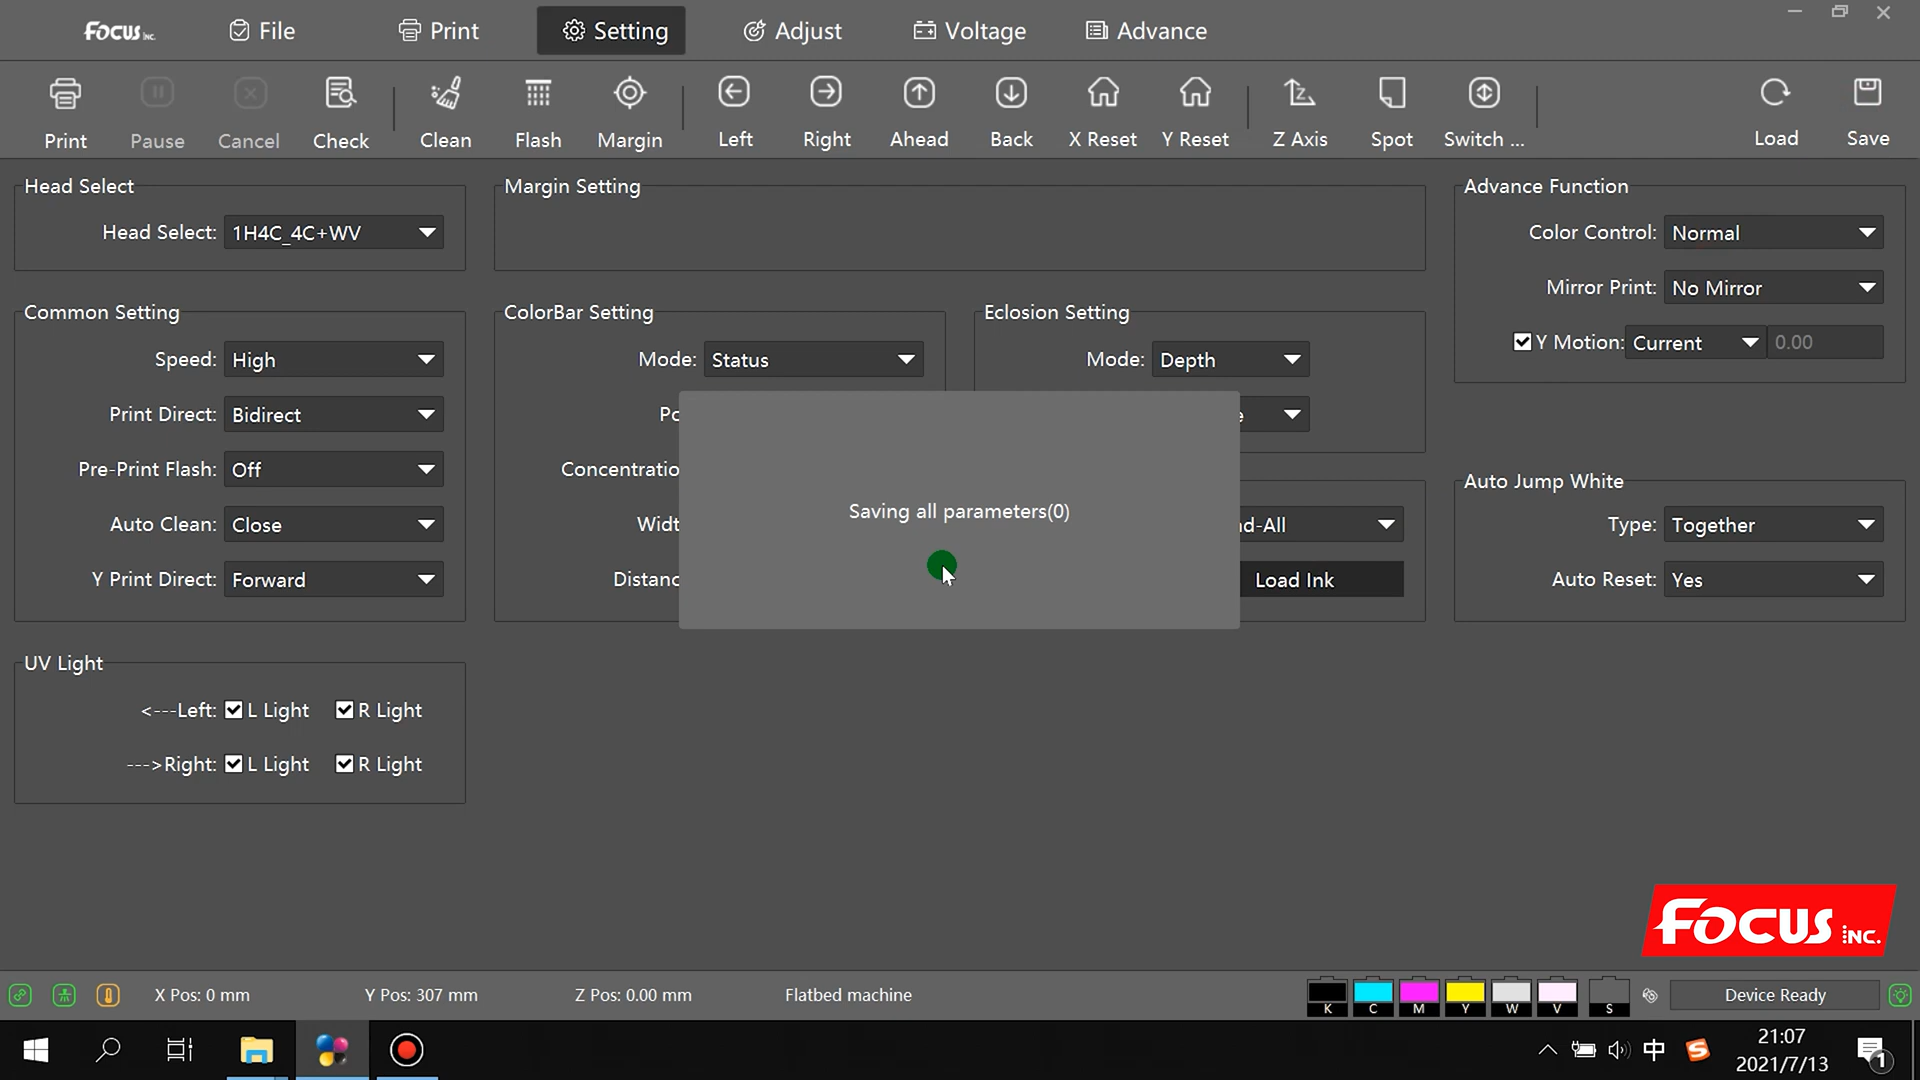 FOCUS INC.
File
Print
Setting
Adjust
Voltage
Advance
Print
Pause
Cancel
Check
Clean
Flash
Margin
Left
Right
Ahead
Back
X Reset
Y Reset
Z Axis
Spot
Switch ...
Load
Save
Head Select
Head Select: 1H4C_4C+WV
Margin Setting
Advance Function
Color Control: Normal
Mirror Print: No Mirror
Y Motion: Current 0.00
Common Setting
Speed: High
Print Direct: Bidirect
Pre-Print Flash: Off
Auto Clean: Close
Y Print Direct: Forward
ColorBar Setting
Mode: Status
Po
Concentratio
Widt
Distanc
Eclosion Setting
Mode: Depth
e
d-All
Load Ink
Saving all parameters(0)
Auto Jump White
Type: Together
Auto Reset: Yes
UV Light
<---Left: L Light R Light
--->Right: L Light R Light
FOCUS INC.
X Pos: 0 mm
Y Pos: 307 mm
Z Pos: 0.00 mm
Flatbed machine
K
C
M
Y
W
V
S
Device Ready
中
S
21:07
2021/7/13
1